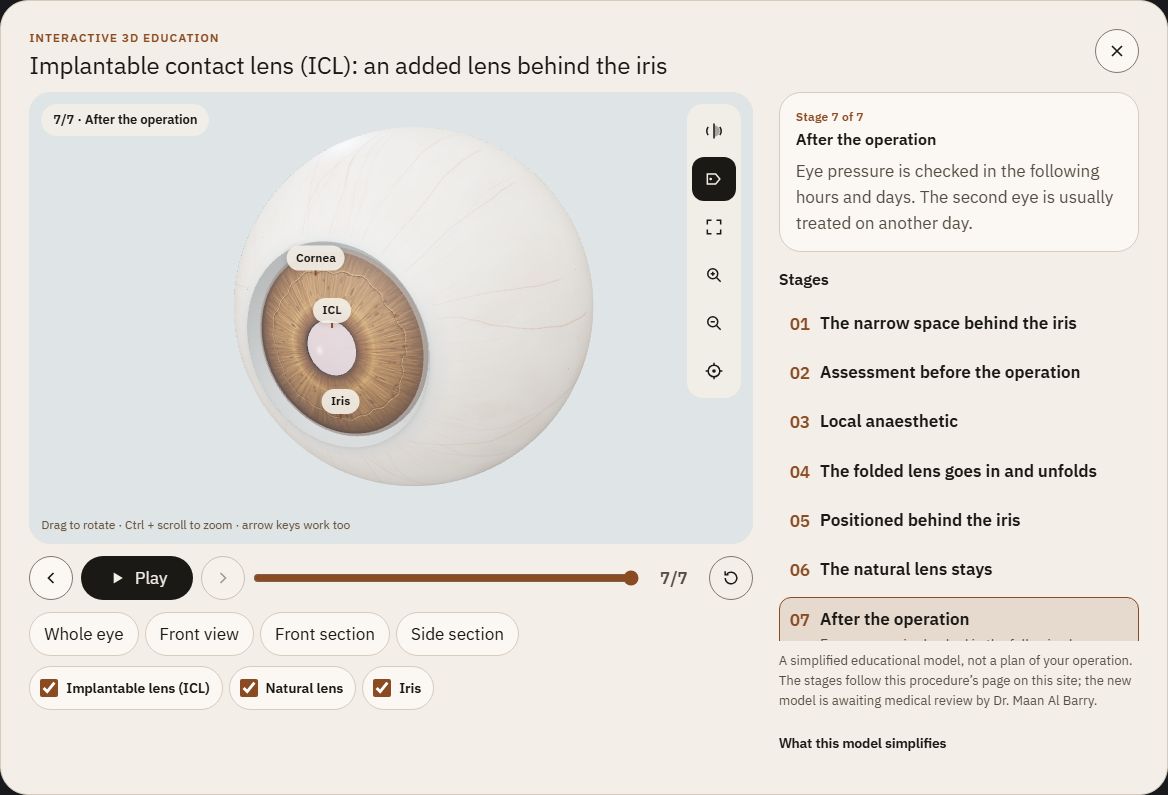 INTERACTIVE 3D EDUCATION
Implantable contact lens (ICL): an added lens behind the iris
7/7 · After the operation
Cornea
ICL
Iris
Drag to rotate · Ctrl + scroll to zoom · arrow keys work too
Play
7/7
Whole eye
Front view
Front section
Side section
Implantable lens (ICL)
Natural lens
Iris
Stage 7 of 7
After the operation
Eye pressure is checked in the following
hours and days. The second eye is usually
treated on another day.
Stages
01 The narrow space behind the iris
02 Assessment before the operation
03 Local anaesthetic
04 The folded lens goes in and unfolds
05 Positioned behind the iris
06 The natural lens stays
07 After the operation
A simplified educational model, not a plan of your operation.
The stages follow this procedure’s page on this site; the new
model is awaiting medical review by Dr. Maan Al Barry.
What this model simplifies